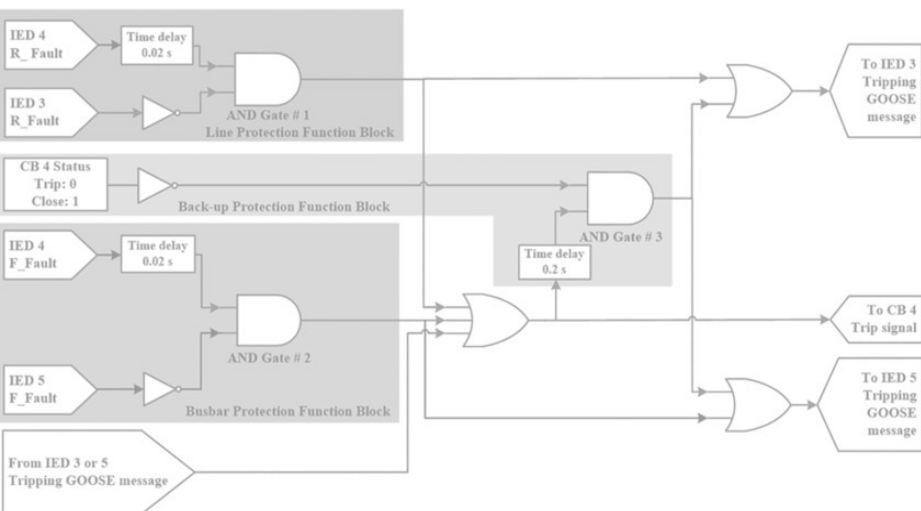 IED 4
R_ Fault
Time delay
0.02 s
IED 3
R_Fault
AND Gate # 1
Line Protection Function Block
To IED 3
Tripping
GOOSE
message
CB 4 Status
Trip: 0
Close: 1
Back-up Protection Function Block
AND Gate # 3
Time delay
0.2 s
IED 4
F_Fault
Time delay
0.02 s
AND Gate # 2
IED 5
F_Fault
Busbar Protection Function Block
To CB 4
Trip signal
To IED 5
Tripping
GOOSE
message
From IED 3 or 5
Tripping GOOSE message